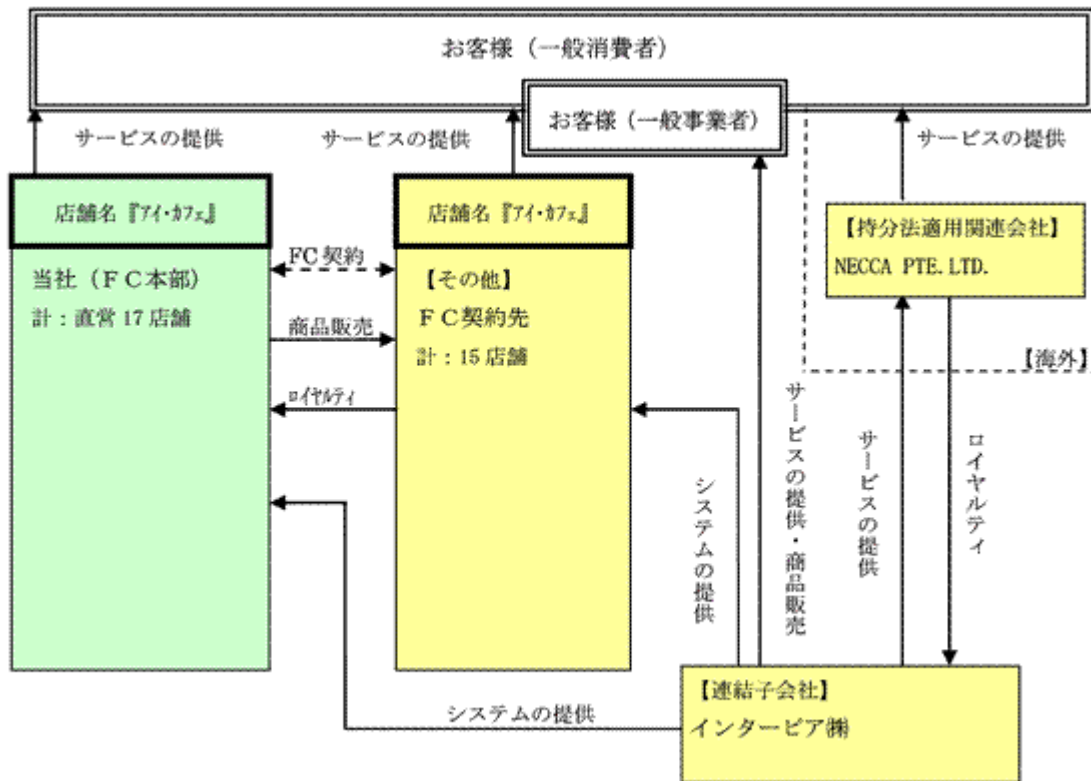 お客様（一般消費者）
お客様（一般事業者）
サービスの提供
サービスの提供
サービスの提供
店舗名『アイ・カフェ』
店舗名『アイ・カフェ』
【持分法適用関連会社】
NECCA PTE.LTD.
当社（ＦＣ本部）
計：直営 17 店舗
FC 契約
商品販売
ロイヤルティ
【その他】
ＦＣ契約先
計：15 店舗
【海外】
システムの提供
サービスの提供・商品販売
サービスの提供
ロイヤルティ
システムの提供
【連結子会社】
インターピア㈱